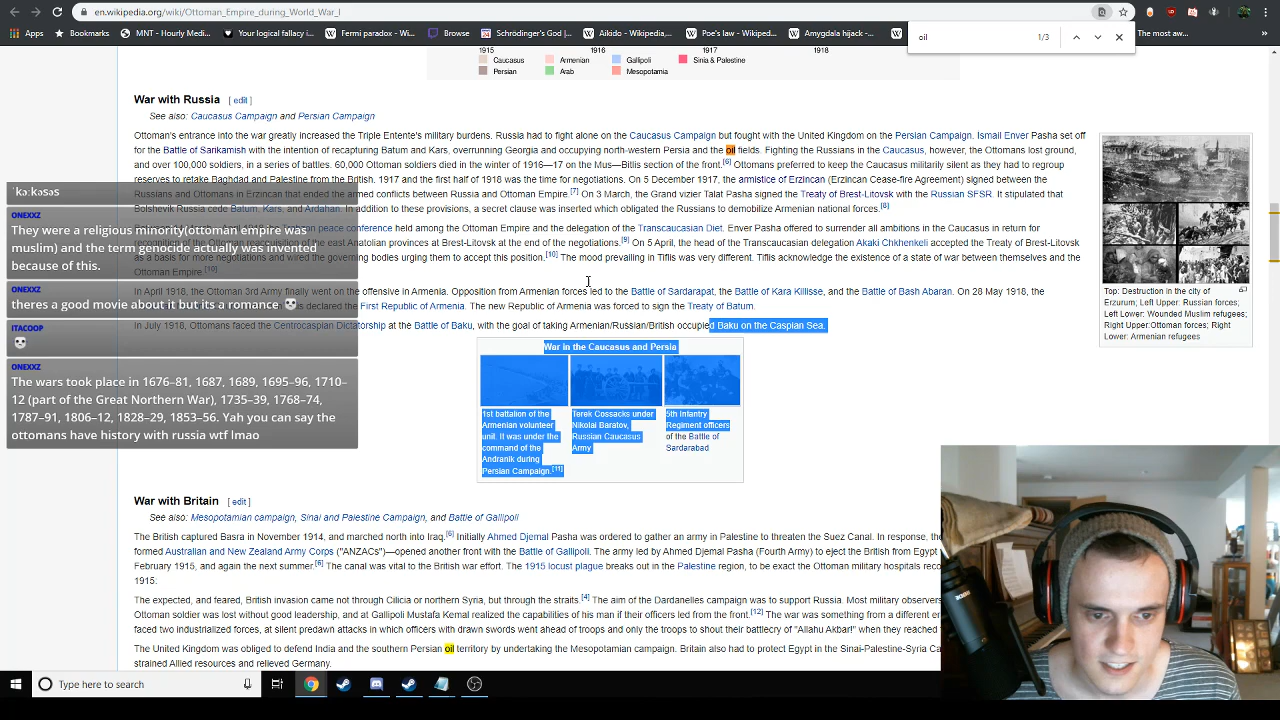 en.wikipedia.org/wiki/Ottoman_Empire_during_World_War_I
Apps
Bookmarks
MNT - Hourly Medi...
Your logical fallacy i...
Fermi paradox - Wi...
Browse
Schrödinger's God |...
Aikido - Wikipedia,...
Poe's law - Wikiped...
Amygdala hijack -...
The most aw...
oil
1/3
1915
1916
1917
1918
Caucasus
Armenian
Gallipoli
Sinia & Palestine
Persian
Arab
Mesopotamia
War with Russia [ edit ]
See also: Caucasus Campaign and Persian Campaign
Ottoman's entrance into the war greatly increased the Triple Entente's military burdens. Russia had to fight alone on the Caucasus Campaign but fought with the United Kingdom on the Persian Campaign. Ismail Enver Pasha set off
for the Battle of Sarikamish with the intention of recapturing Batum and Kars, overrunning Georgia and occupying north-western Persia and the oil fields. Fighting the Russians in the Caucasus, however, the Ottomans lost ground,
and over 100,000 soldiers, in a series of battles. 60,000 Ottoman soldiers died in the winter of 1916—17 on the Mus—Bitlis section of the front.[6] Ottomans preferred to keep the Caucasus militarily silent as they had to regroup
reserves to retake Baghdad and Palestine from the British. 1917 and the first half of 1918 was the time for negotiations. On 5 December 1917, the armistice of Erzincan (Erzincan Cease-fire Agreement) signed between the
Russians and Ottomans in Erzincan that ended the armed conflicts between Russia and Ottoman Empire.[7] On 3 March, the Grand vizier Talat Pasha signed the Treaty of Brest-Litovsk with the Russian SFSR. It stipulated that
Bolshevik Russia cede Batum, Kars, and Ardahan. In addition to these provisions, a secret clause was inserted which obligated the Russians to demobilize Armenian national forces.[8]
peace conference held among the Ottoman Empire and the delegation of the Transcaucasian Diet. Enver Pasha offered to surrender all ambitions in the Caucasus in return for
recognition of the Ottoman reacquisition of the east Anatolian provinces at Brest-Litovsk at the end of the negotiations.[9] On 5 April, the head of the Transcaucasian delegation Akaki Chkhenkeli accepted the Treaty of Brest-Litovsk
as a basis for more negotiations and wired the governing bodies urging them to accept this position.[10] The mood prevailing in Tiflis was very different. Tiflis acknowledge the existence of a state of war between themselves and the
Ottoman Empire.[10]
In April 1918, the Ottoman 3rd Army finally went on the offensive in Armenia. Opposition from Armenian forces led to the Battle of Sardarapat, the Battle of Kara Killisse, and the Battle of Bash Abaran. On 28 May 1918, the
declared the First Republic of Armenia. The new Republic of Armenia was forced to sign the Treaty of Batum.
In July 1918, Ottomans faced the Centrocaspian Dictatorship at the Battle of Baku, with the goal of taking Armenian/Russian/British occupied Baku on the Caspian Sea.
War in the Caucasus and Persia
1st battalion of the
Armenian volunteer
unit. It was under the
command of the
Andranik during
Persian Campaign.[11]
Terek Cossacks under
Nikolai Baratov,
Russian Caucasus
Army
5th Infantry
Regiment officers
of the Battle of
Sardarabad
Top: Destruction in the city of
Erzurum; Left Upper: Russian forces;
Left Lower: Wounded Muslim refugees;
Right Upper:Ottoman forces; Right
Lower: Armenian refugees
War with Britain [ edit ]
See also: Mesopotamian campaign, Sinai and Palestine Campaign, and Battle of Gallipoli
The British captured Basra in November 1914, and marched north into Iraq.[6] Initially Ahmed Djemal Pasha was ordered to gather an army in Palestine to threaten the Suez Canal. In response, the
formed Australian and New Zealand Army Corps ("ANZACs")—opened another front with the Battle of Gallipoli. The army led by Ahmed Djemal Pasha (Fourth Army) to eject the British from Egypt
February 1915, and again the next summer.[6] The canal was vital to the British war effort. The 1915 locust plague breaks out in the Palestine region, to be exact the Ottoman military hospitals reco
1915:
The expected, and feared, British invasion came not through Cilicia or northern Syria, but through the straits.[4] The aim of the Dardanelles campaign was to support Russia. Most military observers
Ottoman soldier was lost without good leadership, and at Gallipoli Mustafa Kemal realized the capabilities of his men if their officers led from the front.[12] The war was something from a different er
faced two industrialized forces, at silent predawn attacks in which officers with drawn swords went ahead of troops and only the troops to shout their battlecry of "Allahu Akbar!" when they reached
The United Kingdom was obliged to defend India and the southern Persian oil territory by undertaking the Mesopotamian campaign. Britain also had to protect Egypt in the Sinai-Palestine-Syria Ca
strained Allied resources and relieved Germany.
ˈkɔːkəsəs
ONEXXZ
They were a religious minority(ottoman empire was
muslim) and the term genocide actually was invented
because of this.
ONEXXZ
theres a good movie about it but its a romance. 💀
ITACOOP
💀
ONEXXZ
The wars took place in 1676–81, 1687, 1689, 1695–96, 1710–
12 (part of the Great Northern War), 1735–39, 1768–74,
1787–91, 1806–12, 1828–29, 1853–56. Yah you can say the
ottomans have history with russia wtf lmao
Type here to search